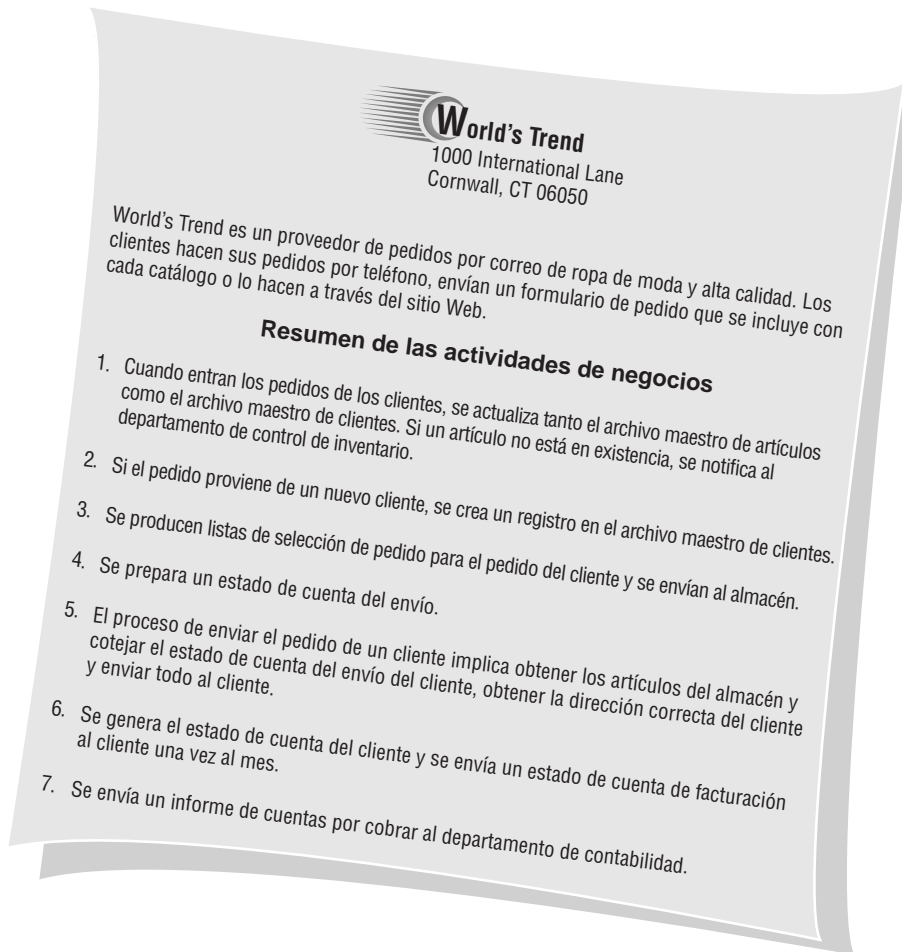 World's Trend
1000 International Lane
Cornwall, CT 06050
World's Trend es un proveedor de pedidos por correo de ropa de moda y alta calidad. Los
clientes hacen sus pedidos por teléfono, envían un formulario de pedido que se incluye con
cada catálogo o lo hacen a través del sitio Web.
Resumen de las actividades de negocios
1. Cuando entran los pedidos de los clientes, se actualiza tanto el archivo maestro de artículos
como el archivo maestro de clientes. Si un artículo no está en existencia, se notifica al
departamento de control de inventario.
2. Si el pedido proviene de un nuevo cliente, se crea un registro en el archivo maestro de clientes.
3. Se producen listas de selección de pedido para el pedido del cliente y se envían al almacén.
4. Se prepara un estado de cuenta del envío.
5. El proceso de enviar el pedido de un cliente implica obtener los artículos del almacén y
cotejar el estado de cuenta del envío del cliente, obtener la dirección correcta del cliente
y enviar todo al cliente.
6. Se genera el estado de cuenta del cliente y se envía un estado de cuenta de facturación
al cliente una vez al mes.
7. Se envía un informe de cuentas por cobrar al departamento de contabilidad.